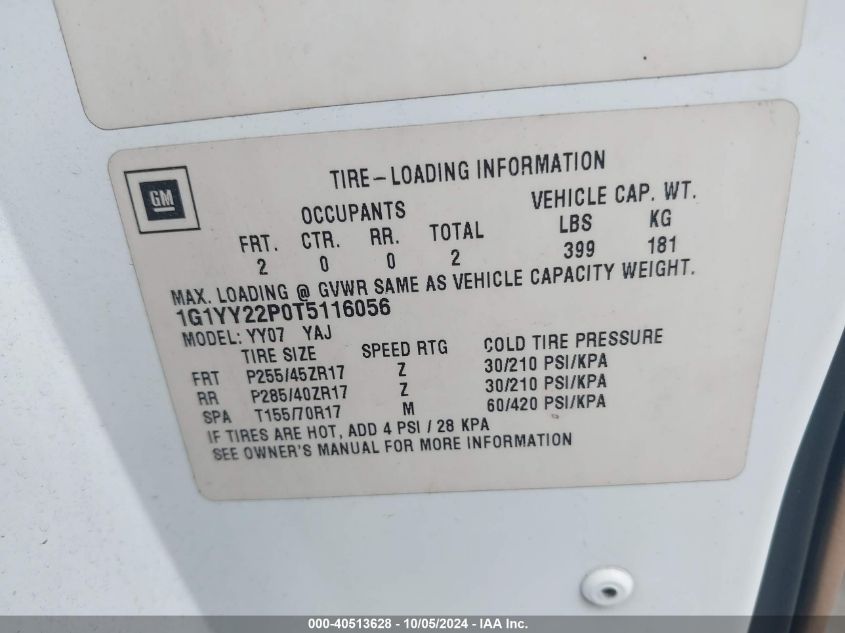 GM
TIRE-LOADING INFORMATION
OCCUPANTS VEHICLE CAP. WT.
FRT. CTR. RR. TOTAL LBS KG
2 0 0 2 399 181
MAX. LOADING @ GVWR SAME AS VEHICLE CAPACITY WEIGHT.
1G1YY22P0T5116056
MODEL: YY07 YAJ
TIRE SIZE SPEED RTG COLD TIRE PRESSURE
FRT P255/45ZR17 Z 30/210 PSI/KPA
RR P285/40ZR17 Z 30/210 PSI/KPA
SPA T155/70R17 M 60/420 PSI/KPA
IF TIRES ARE HOT, ADD 4 PSI / 28 KPA
SEE OWNER'S MANUAL FOR MORE INFORMATION
000-40513628 - 10/05/2024 - IAA Inc.